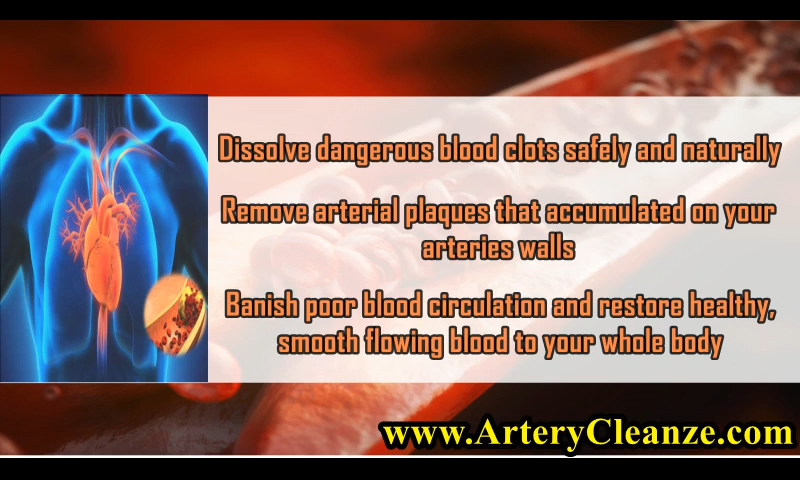 Dissolve dangerous blood clots safely and naturally
Remove arterial plaques that accumulated on your
arteries walls
Banish poor blood circulation and restore healthy,
smooth flowing blood to your whole body
www.ArteryCleanze.com